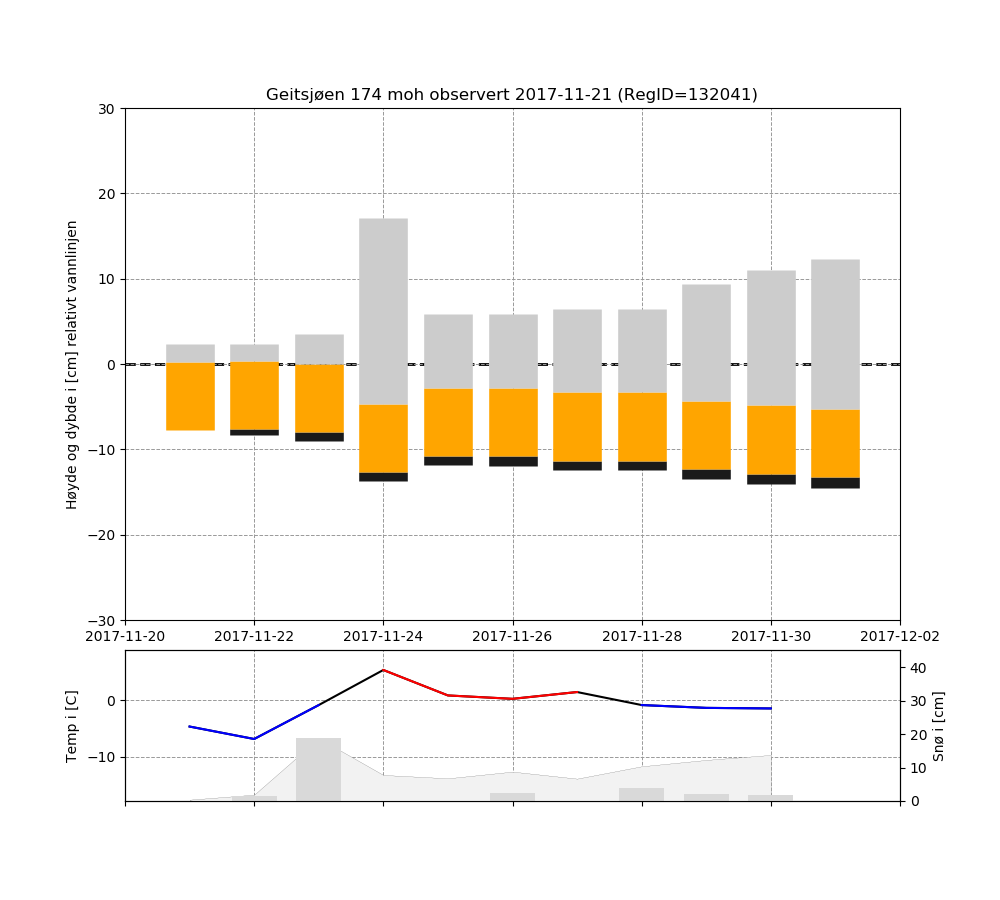 Geitsjøen 174 moh observert 2017-11-21 (RegID=132041)
30
20
10
0
−10
−20
−30
Høyde og dybde i [cm] relativt vannlinjen
2017-11-20 2017-11-22 2017-11-24 2017-11-26 2017-11-28 2017-11-30 2017-12-02
Temp i [C]
0
−10
40
30
20
10
0
Snø i [cm]